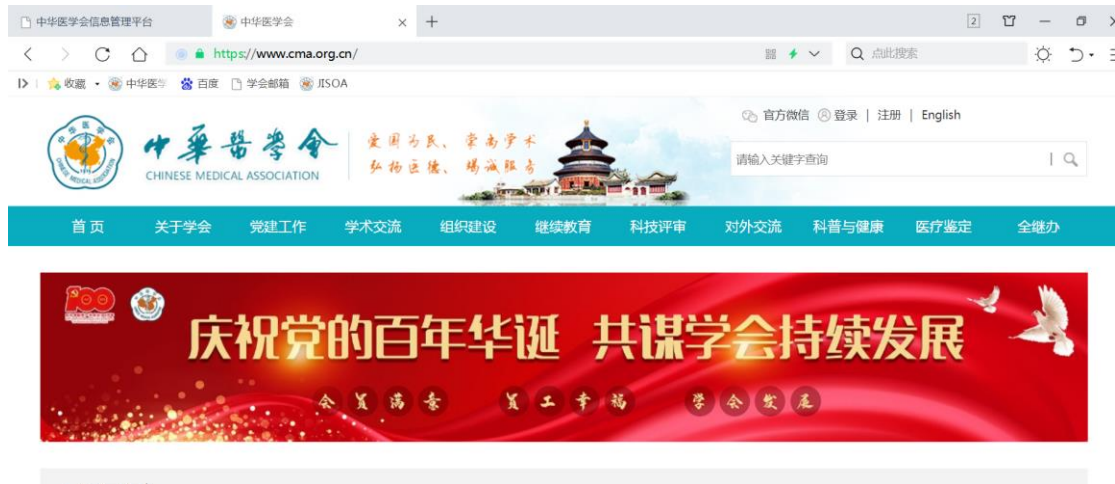 中华医学会信息管理平台
中华医学会
2
https://www.cma.org.cn/
点此搜索
收藏 中华医学 百度 学会邮箱 JISOA
官方微信 登录 | 注册 | English
中華醫學會
CHINESE MEDICAL ASSOCIATION
爱国为民、崇尚学术
弘扬医德、竭诚服务
请输入关键字查询
首页 关于学会 党建工作 学术交流 组织建设 继续教育 科技评审 对外交流 科普与健康 医疗鉴定 全继办
100
庆祝党的百年华诞 共谋学会持续发展
会员满意 员工幸福 学会发展